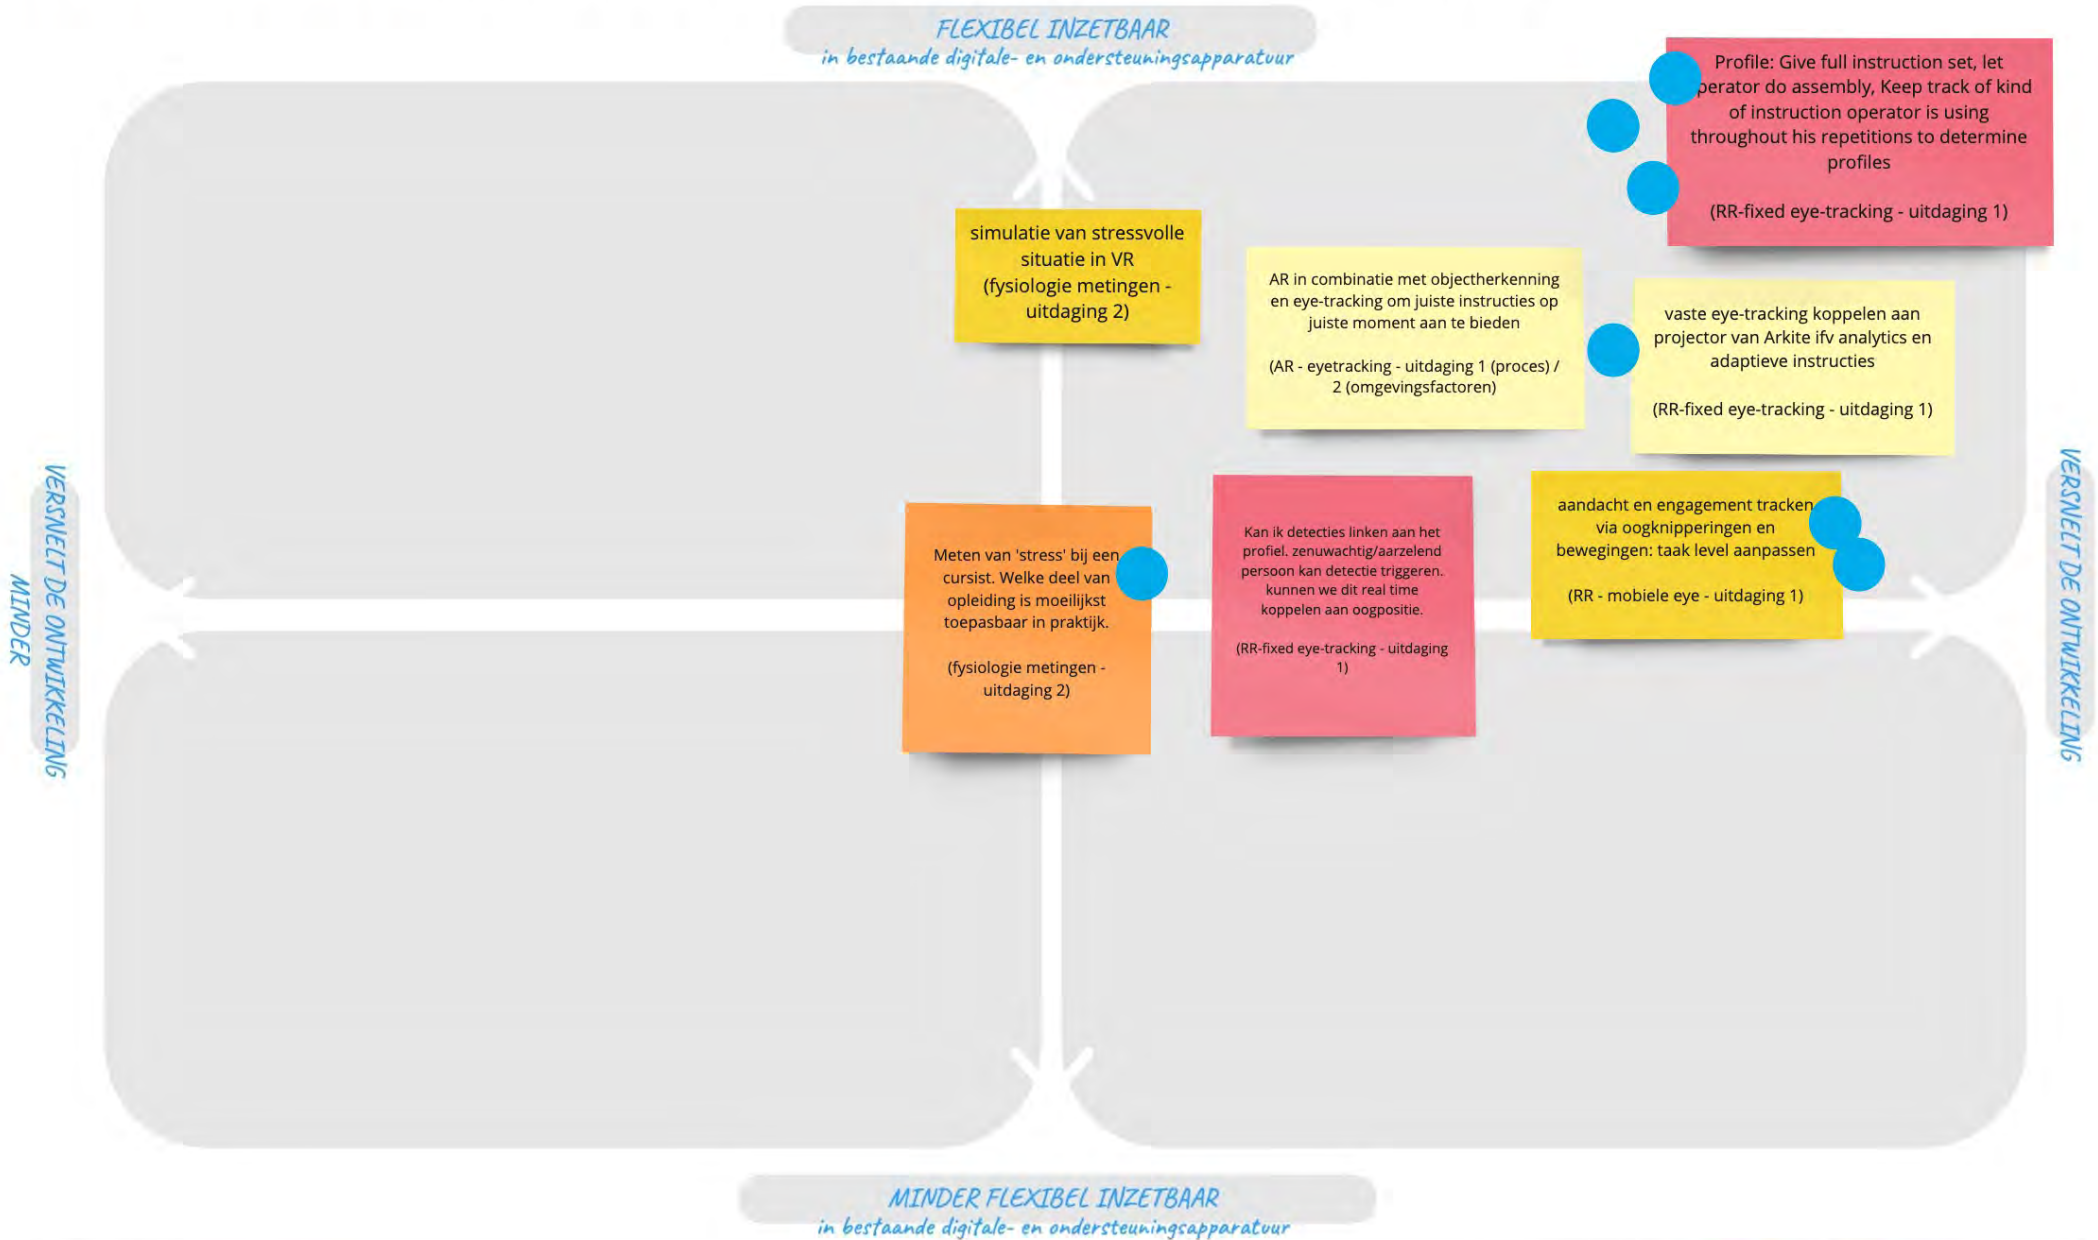 FLEXIBEL INZETBAAR
in bestaande digitale- en ondersteuningsapparatuur
Profile: Give full instruction set, let
perator do assembly, Keep track of kind
of instruction operator is using
throughout his repetitions to determine
profiles
(RR-fixed eye-tracking - uitdaging 1)
simulatie van stressvolle
situatie in VR
(fysiologie metingen -
uitdaging 2)
AR in combinatie met objectherkenning
en eye-tracking om juiste instructies op
juiste moment aan te bieden
(AR - eyetracking - uitdaging 1 (proces) /
2 (omgevingsfactoren)
vaste eye-tracking koppelen aan
projector van Arkite ifv analytics en
adaptieve instructies
(RR-fixed eye-tracking - uitdaging 1)
VERSNELT DE ONTWIKKELING
MINDER
Meten van 'stress' bij een
cursist. Welke deel van
opleiding is moeilijkst
toepasbaar in praktijk.
(fysiologie metingen -
uitdaging 2)
Kan ik detecties linken aan het
profiel. zenuwachtig/aarzelend
persoon kan detectie triggeren.
kunnen we dit real time
koppelen aan oogpositie.
(RR-fixed eye-tracking - uitdaging
1)
aandacht en engagement tracken
via oogknipperingen en
bewegingen: taak level aanpassen
(RR - mobiele eye - uitdaging 1)
VERSNELT DE ONTWIKKELING
MINDER FLEXIBEL INZETBAAR
in bestaande digitale- en ondersteuningsapparatuur